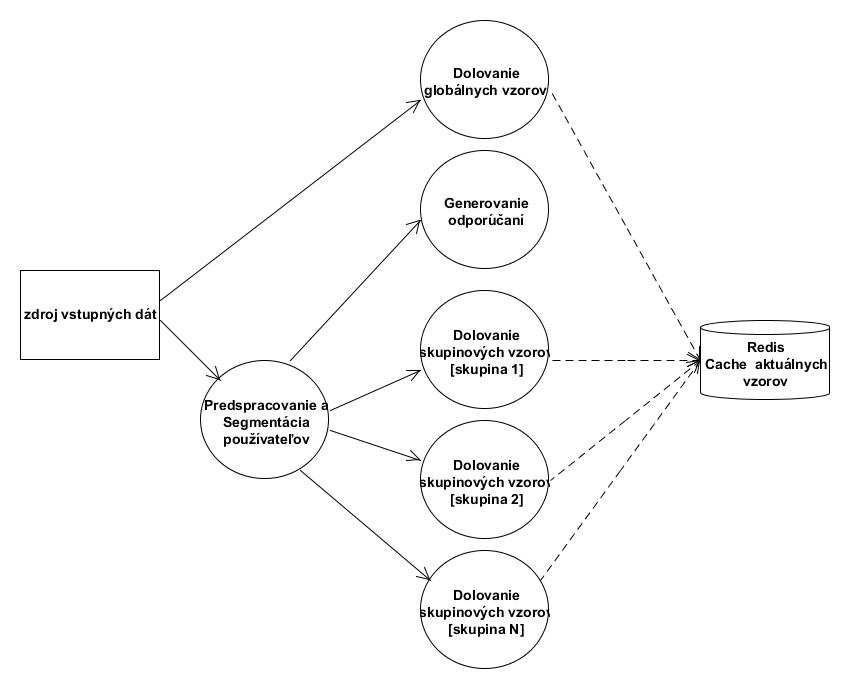 Dolovanie
globálnych vzorov
Generovanie
odporúčaní
zdroj vstupných dát
Predspracovanie a
Segmentácia
používateľov
Dolovanie
skupinových vzorov
[skupina 1]
Dolovanie
skupinových vzorov
[skupina 2]
Dolovanie
skupinových vzorov
[skupina N]
Redis
Cache aktuálnych
vzorov